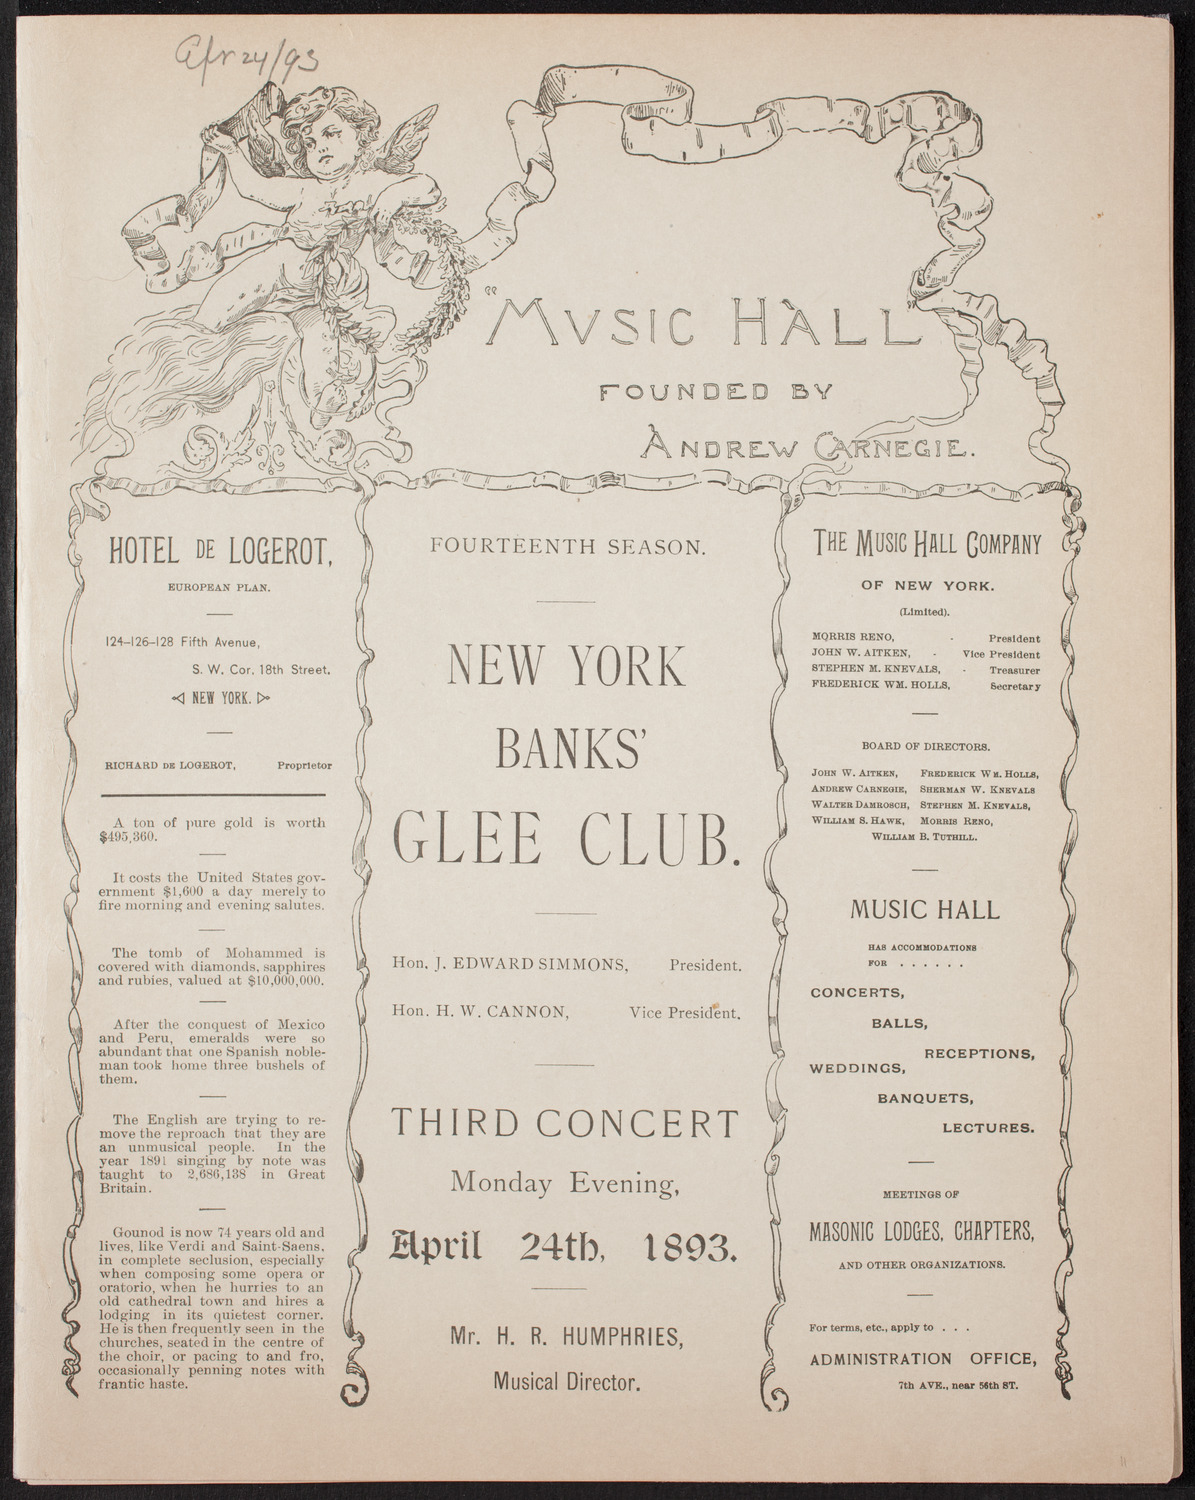 Apr 24/93
"MVSIC HALL"
FOUNDED BY
ANDREW CARNEGIE.
HOTEL DE LOGEROT,
EUROPEAN PLAN.
124–126–128 Fifth Avenue,
S. W. Cor. 18th Street,
NEW YORK.
RICHARD DE LOGEROT, Proprietor
A ton of pure gold is worth
$495,360.
It costs the United States gov-
ernment $1,600 a day merely to
fire morning and evening salutes.
The tomb of Mohammed is
covered with diamonds, sapphires
and rubies, valued at $10,000,000.
After the conquest of Mexico
and Peru, emeralds were so
abundant that one Spanish noble-
man took home three bushels of
them.
The English are trying to re-
move the reproach that they are
an unmusical people. In the
year 1891 singing by note was
taught to 2,686,138 in Great
Britain.
Gounod is now 74 years old and
lives, like Verdi and Saint-Saens,
in complete seclusion, especially
when composing some opera or
oratorio, when he hurries to an
old cathedral town and hires a
lodging in its quietest corner.
He is then frequently seen in the
churches, seated in the centre of
the choir, or pacing to and fro,
occasionally penning notes with
frantic haste.
FOURTEENTH SEASON.
NEW YORK
BANKS'
GLEE CLUB.
Hon. J. EDWARD SIMMONS, President.
Hon. H. W. CANNON, Vice President.
THIRD CONCERT
Monday Evening,
April 24th, 1893.
Mr. H. R. HUMPHRIES,
Musical Director.
THE MUSIC HALL COMPANY
OF NEW YORK.
(Limited).
MORRIS RENO, - President
JOHN W. AITKEN, - Vice President
STEPHEN M. KNEVALS, - Treasurer
FREDERICK WM. HOLLS, Secretary
BOARD OF DIRECTORS.
JOHN W. AITKEN, FREDERICK WM. HOLLS,
ANDREW CARNEGIE, SHERMAN W. KNEVALS
WALTER DAMROSCH, STEPHEN M. KNEVALS,
WILLIAM S. HAWK, MORRIS RENO,
WILLIAM B. TUTHILL.
MUSIC HALL
HAS ACCOMMODATIONS
FOR . . . . . .
CONCERTS,
BALLS,
RECEPTIONS,
WEDDINGS,
BANQUETS,
LECTURES.
MEETINGS OF
MASONIC LODGES, CHAPTERS,
AND OTHER ORGANIZATIONS.
For terms, etc., apply to . . .
ADMINISTRATION OFFICE,
7th AVE., near 56th ST.